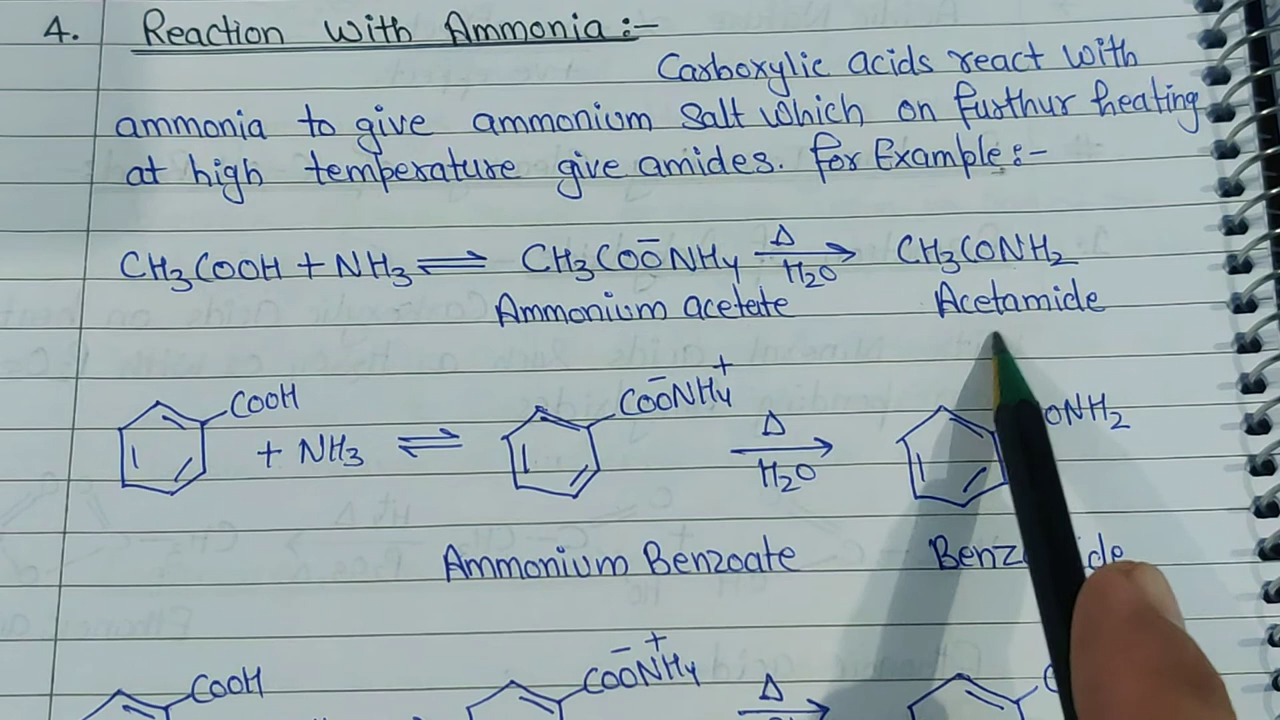 4. Reaction With Ammonia :-
Carboxylic acids react with
ammonia to give ammonium salt which on furthur heating
at high temperature give amides. for Example:-
CH3COOH + NH3 ⇌ CH3COO⁻NH4 Δ→ H2O CH3CONH2
Ammonium acetate Acetamide
COOH + NH3 ⇌ COO⁻NH4⁺ Δ→ H2O ONH2
Ammonium Benzoate
COOH COO⁻NH4⁺ Δ→